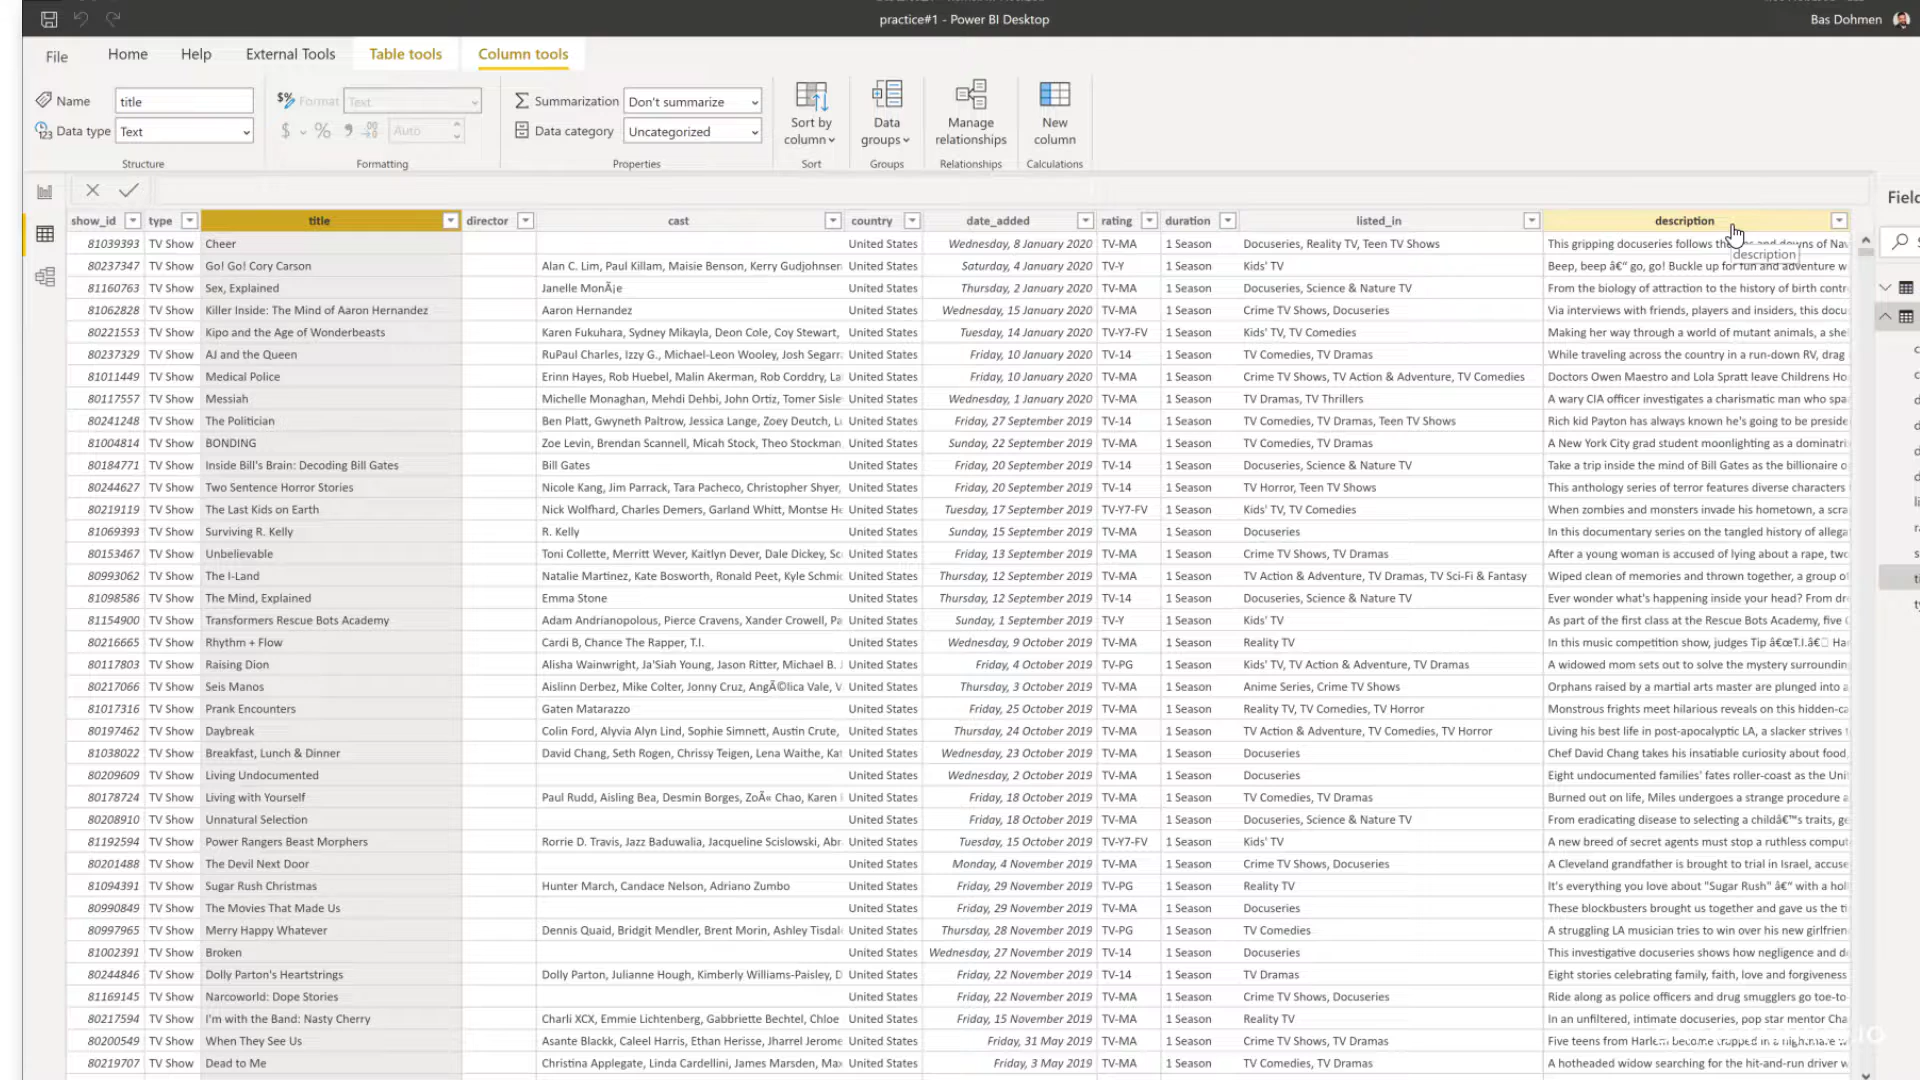 practice#1 - Power BI Desktop
Bas Dohmen
File Home Help External Tools Table tools Column tools
Name title
Data type Text
Structure
Format Text
$ % Auto
Formatting
Summarization Don't summarize
Data category Uncategorized
Properties
Sort by column
Sort
Data groups
Groups
Manage relationships
Relationships
New column
Calculations
show_id type title director cast country date_added rating duration listed_in description
81039393 TV Show Cheer United States Wednesday, 8 January 2020 TV-MA 1 Season Docuseries, Reality TV, Teen TV Shows This gripping docuseries follows and downs of Nav
description
80237347 TV Show Go! Go! Cory Carson Alan C. Lim, Paul Killam, Maisie Benson, Kerry Gudjohnsen United States Saturday, 4 January 2020 TV-Y 1 Season Kids' TV Beep, beep â€“ go, go! Buckle up for fun and adventure w
81160763 TV Show Sex, Explained Janelle MonÃ¡e United States Thursday, 2 January 2020 TV-MA 1 Season Docuseries, Science & Nature TV From the biology of attraction to the history of birth contr
81062828 TV Show Killer Inside: The Mind of Aaron Hernandez Aaron Hernandez United States Wednesday, 15 January 2020 TV-MA 1 Season Crime TV Shows, Docuseries Via interviews with friends, players and insiders, this docu
80221553 TV Show Kipo and the Age of Wonderbeasts Karen Fukuhara, Sydney Mikayla, Deon Cole, Coy Stewart, United States Tuesday, 14 January 2020 TV-Y7-FV 1 Season Kids' TV, TV Comedies Making her way through a world of mutant animals, a she
80237329 TV Show AJ and the Queen RuPaul Charles, Izzy G., Michael-Leon Wooley, Josh Segarr United States Friday, 10 January 2020 TV-14 1 Season TV Comedies, TV Dramas While traveling across the country in a run-down RV, drag
81011449 TV Show Medical Police Erinn Hayes, Rob Huebel, Malin Akerman, Rob Corddry, La United States Friday, 10 January 2020 TV-MA 1 Season Crime TV Shows, TV Action & Adventure, TV Comedies Doctors Owen Maestro and Lola Spratt leave Childrens Ho
80117557 TV Show Messiah Michelle Monaghan, Mehdi Dehbi, John Ortiz, Tomer Sisle United States Wednesday, 1 January 2020 TV-MA 1 Season TV Dramas, TV Thrillers A wary CIA officer investigates a charismatic man who spa
80241248 TV Show The Politician Ben Platt, Gwyneth Paltrow, Jessica Lange, Zoey Deutch, L United States Friday, 27 September 2019 TV-14 1 Season TV Comedies, TV Dramas, Teen TV Shows Rich kid Payton has always known he's going to be preside
81004814 TV Show BONDING Zoe Levin, Brendan Scannell, Micah Stock, Theo Stockman, United States Sunday, 22 September 2019 TV-MA 1 Season TV Comedies, TV Dramas A New York City grad student moonlighting as a dominatri
80184771 TV Show Inside Bill's Brain: Decoding Bill Gates Bill Gates United States Friday, 20 September 2019 TV-14 1 Season Docuseries, Science & Nature TV Take a trip inside the mind of Bill Gates as the billionaire o
80244627 TV Show Two Sentence Horror Stories Nicole Kang, Jim Parrack, Tara Pacheco, Christopher Shyer, United States Friday, 20 September 2019 TV-14 1 Season TV Horror, Teen TV Shows This anthology series of terror features diverse characters
80219119 TV Show The Last Kids on Earth Nick Wolfhard, Charles Demers, Garland Whitt, Montse He United States Tuesday, 17 September 2019 TV-Y7-FV 1 Season Kids' TV, TV Comedies When zombies and monsters invade his hometown, a scra
81069393 TV Show Surviving R. Kelly R. Kelly United States Sunday, 15 September 2019 TV-MA 1 Season Docuseries In this documentary series on the tangled history of allega
80153467 TV Show Unbelievable Toni Collette, Merritt Wever, Kaitlyn Dever, Dale Dickey, Sc United States Friday, 13 September 2019 TV-MA 1 Season Crime TV Shows, TV Dramas After a young woman is accused of lying about a rape, two
80993062 TV Show The I-Land Natalie Martinez, Kate Bosworth, Ronald Peet, Kyle Schmi United States Thursday, 12 September 2019 TV-MA 1 Season TV Action & Adventure, TV Dramas, TV Sci-Fi & Fantasy Wiped clean of memories and thrown together, a group of
81098586 TV Show The Mind, Explained Emma Stone United States Thursday, 12 September 2019 TV-14 1 Season Docuseries, Science & Nature TV Ever wonder what's happening inside your head? From dr
81154900 TV Show Transformers Rescue Bots Academy Adam Andrianopolous, Pierce Cravens, Xander Crowell, Pa United States Sunday, 1 September 2019 TV-Y 1 Season Kids' TV As part of the first class at the Rescue Bots Academy, five
80216665 TV Show Rhythm + Flow Cardi B, Chance The Rapper, T.I. United States Wednesday, 9 October 2019 TV-MA 1 Season Reality TV In this music competition show, judges Tip â€œT.I.â€ Ha
80117803 TV Show Raising Dion Alisha Wainwright, Ja'Siah Young, Jason Ritter, Michael B. United States Friday, 4 October 2019 TV-PG 1 Season Kids' TV, TV Action & Adventure, TV Dramas A widowed mom sets out to solve the mystery surroundin
80217066 TV Show Seis Manos Aislinn Derbez, Mike Colter, Jonny Cruz, AngÃ©lica Vale, V United States Thursday, 3 October 2019 TV-MA 1 Season Anime Series, Crime TV Shows Orphans raised by a martial arts master are plunged into a
81017316 TV Show Prank Encounters Gaten Matarazzo United States Friday, 25 October 2019 TV-MA 1 Season Reality TV, TV Comedies, TV Horror Monstrous frights meet hilarious reveals on this hidden-ca
80197462 TV Show Daybreak Colin Ford, Alyvia Alyn Lind, Sophie Simnett, Austin Crute, United States Thursday, 24 October 2019 TV-MA 1 Season TV Action & Adventure, TV Comedies, TV Horror Living his best life in post-apocalyptic LA, a slacker strives
81038022 TV Show Breakfast, Lunch & Dinner David Chang, Seth Rogen, Chrissy Teigen, Lena Waithe, Kat United States Wednesday, 23 October 2019 TV-MA 1 Season Docuseries Chef David Chang takes his insatiable curiosity about food,
80209609 TV Show Living Undocumented United States Wednesday, 2 October 2019 TV-MA 1 Season Docuseries Eight undocumented families' fates roller-coast as the Uni
80178724 TV Show Living with Yourself Paul Rudd, Aisling Bea, Desmin Borges, ZoÃ« Chao, Karen United States Friday, 18 October 2019 TV-MA 1 Season TV Comedies, TV Dramas Burned out on life, Miles undergoes a strange procedure a
80208910 TV Show Unnatural Selection United States Friday, 18 October 2019 TV-MA 1 Season Docuseries, Science & Nature TV From eradicating disease to selecting a childâ€™s traits, ge
81192594 TV Show Power Rangers Beast Morphers Rorrie D. Travis, Jazz Baduwalia, Jacqueline Scislowski, Abr United States Tuesday, 15 October 2019 TV-Y7-FV 1 Season Kids' TV A new breed of secret agents must stop a ruthless comput
80201488 TV Show The Devil Next Door United States Monday, 4 November 2019 TV-MA 1 Season Crime TV Shows, Docuseries A Cleveland grandfather is brought to trial in Israel, accuse
81094391 TV Show Sugar Rush Christmas Hunter March, Candace Nelson, Adriano Zumbo United States Friday, 29 November 2019 TV-PG 1 Season Reality TV It's everything you love about "Sugar Rush" â€“ with a hol
80990849 TV Show The Movies That Made Us United States Friday, 29 November 2019 TV-MA 1 Season Docuseries These blockbusters brought us together and gave us the ti
80997965 TV Show Merry Happy Whatever Dennis Quaid, Bridgit Mendler, Brent Morin, Ashley Tisdal United States Thursday, 28 November 2019 TV-PG 1 Season TV Comedies A struggling LA musician tries to win over his new girlfrien
81002391 TV Show Broken United States Wednesday, 27 November 2019 TV-14 1 Season Docuseries This investigative docuseries shows how negligence and d
80244846 TV Show Dolly Parton's Heartstrings Dolly Parton, Julianne Hough, Kimberly Williams-Paisley, D United States Friday, 22 November 2019 TV-14 1 Season TV Dramas Eight stories celebrating family, faith, love and forgiveness
81169145 TV Show Narcoworld: Dope Stories United States Friday, 22 November 2019 TV-MA 1 Season Crime TV Shows, Docuseries Ride along as police officers and drug smugglers go toe-to-
80217594 TV Show I'm with the Band: Nasty Cherry Charli XCX, Emmie Lichtenberg, Gabbriette Bechtel, Chloe United States Friday, 15 November 2019 TV-MA 1 Season Reality TV In an unfiltered, intimate docuseries, pop star mentor Cha
80200549 TV Show When They See Us Asante Blackk, Caleel Harris, Ethan Herisse, Jharrel Jerome United States Friday, 31 May 2019 TV-MA 1 Season Crime TV Shows, TV Dramas Five teens from Harlem become trapped in a nightmare w
80219707 TV Show Dead to Me Christina Applegate, Linda Cardellini, James Marsden, Ma United States Friday, 3 May 2019 TV-MA 1 Season TV Comedies, TV Dramas A hotheaded widow searching for the hit-and-run driver w